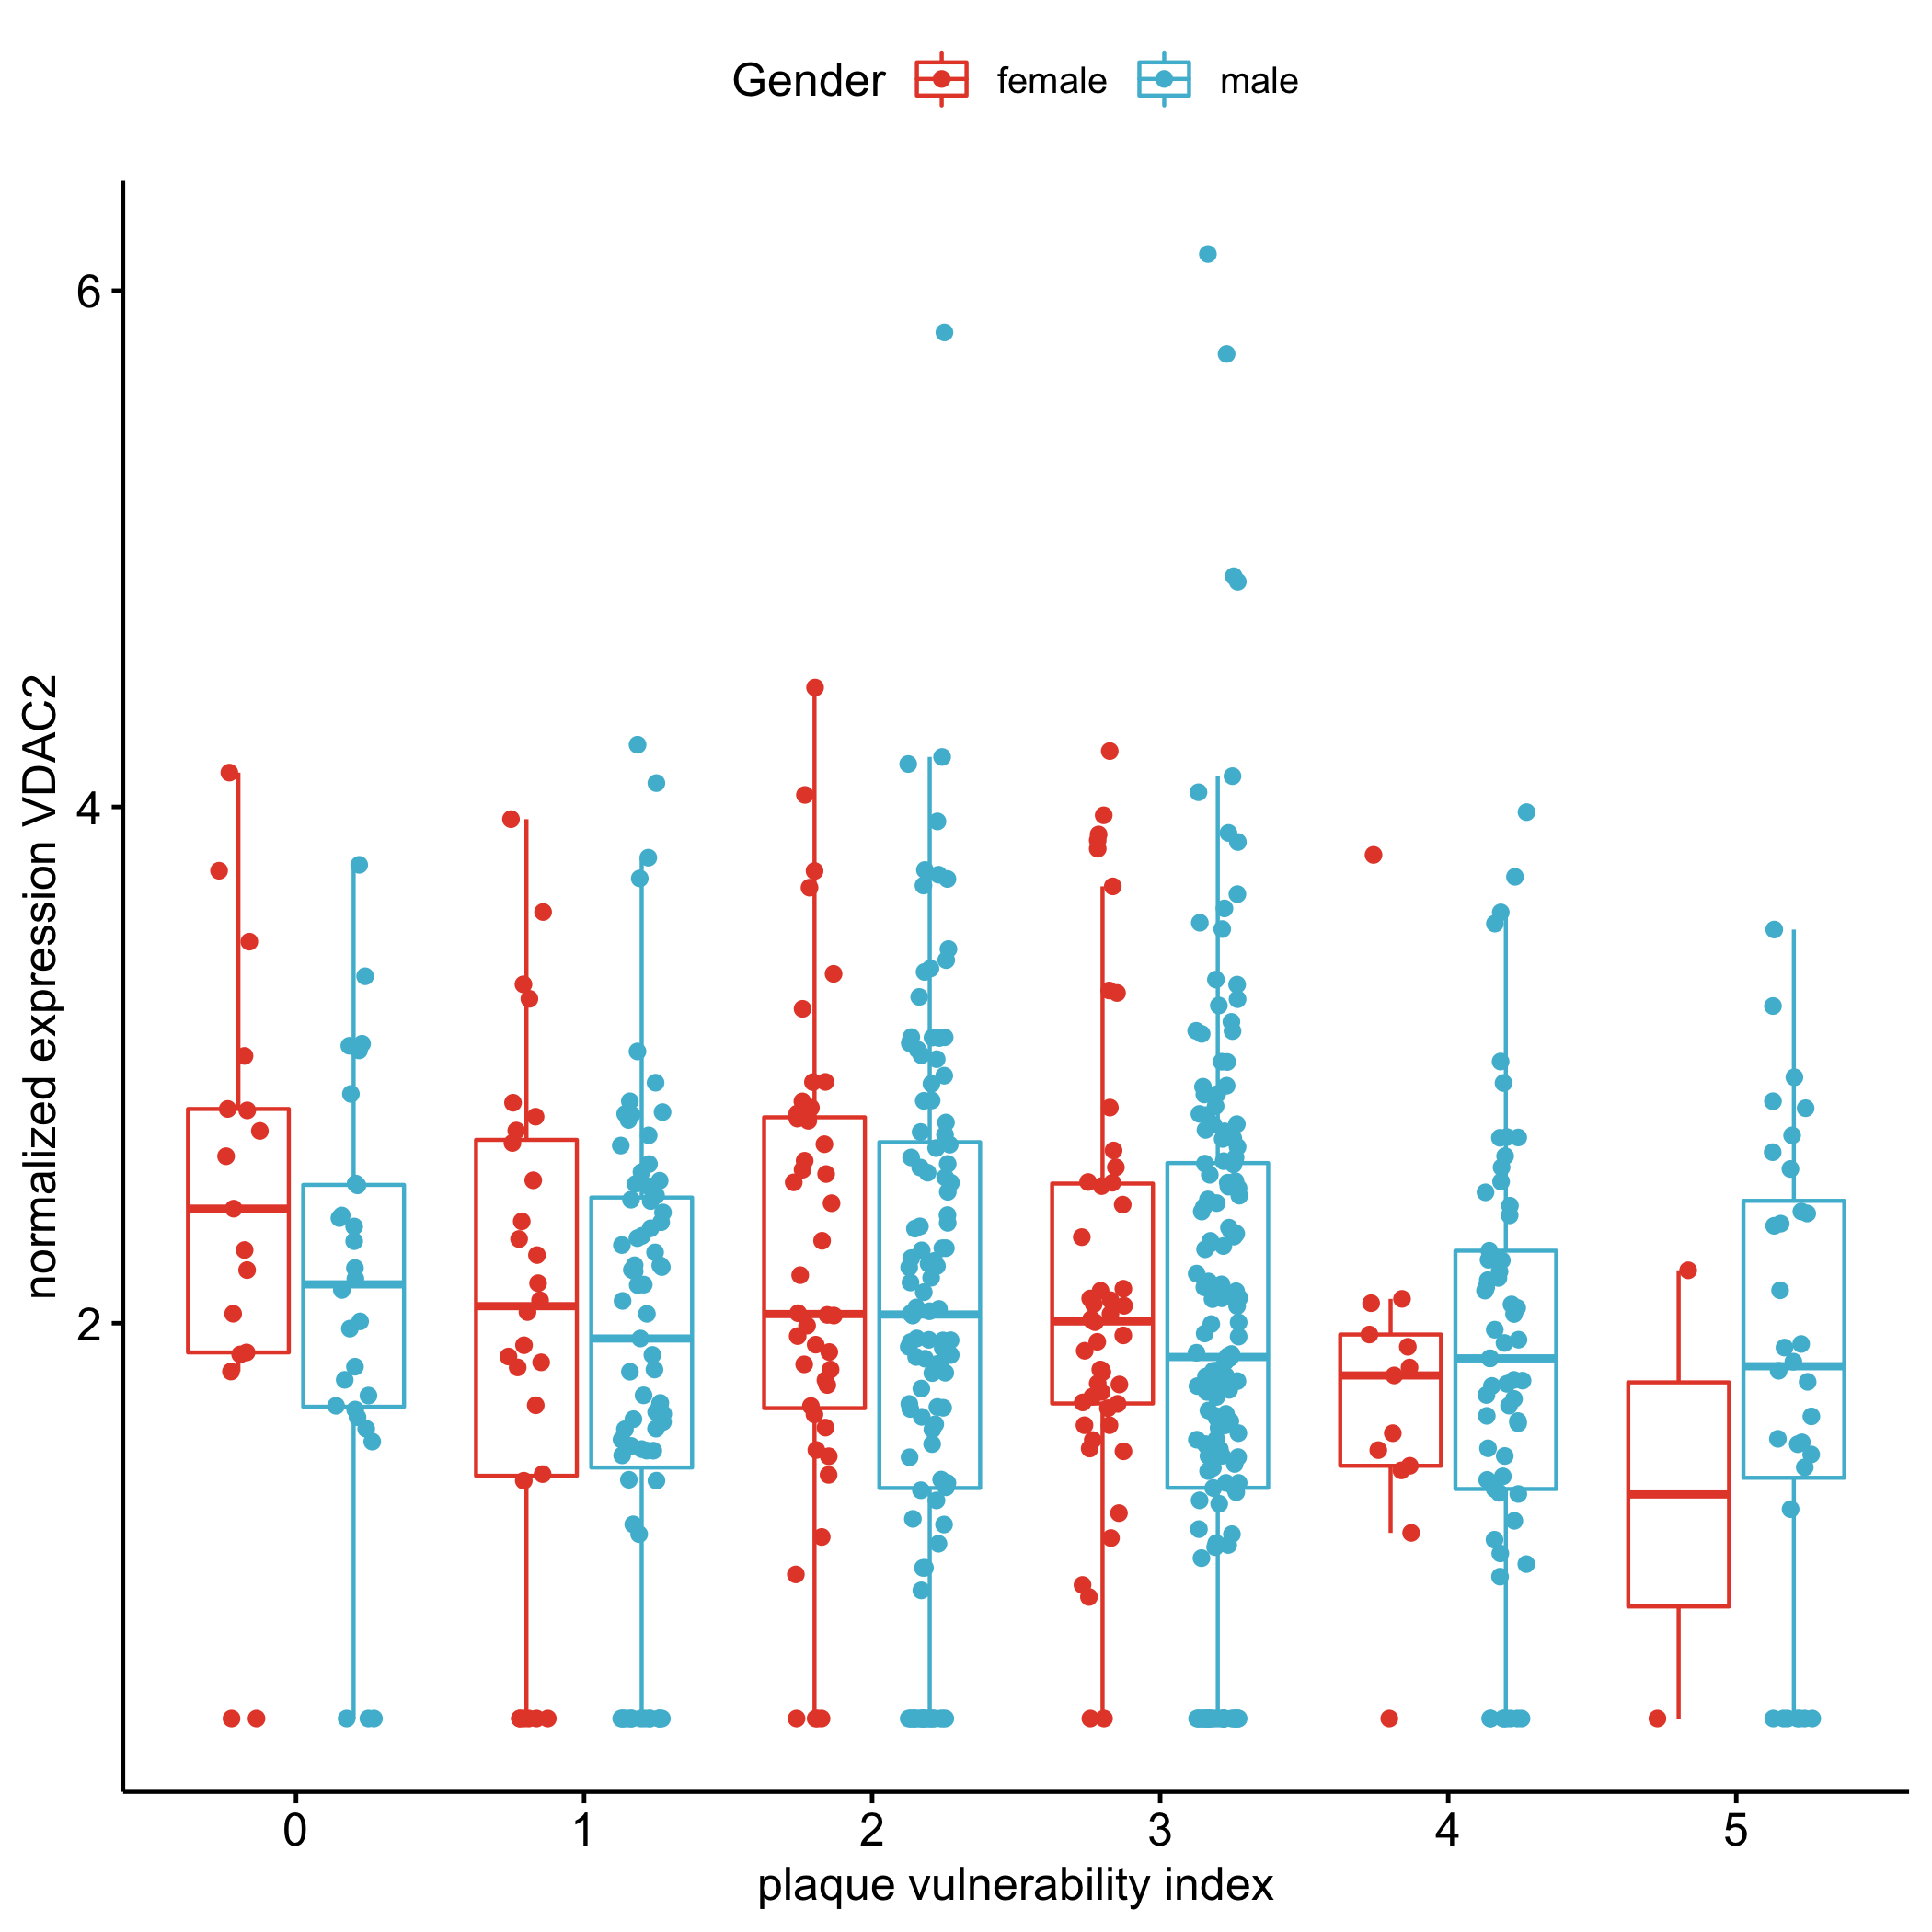 Gender female male
6
4
2
normalized expression VDAC2
0 1 2 3 4 5
plaque vulnerability index